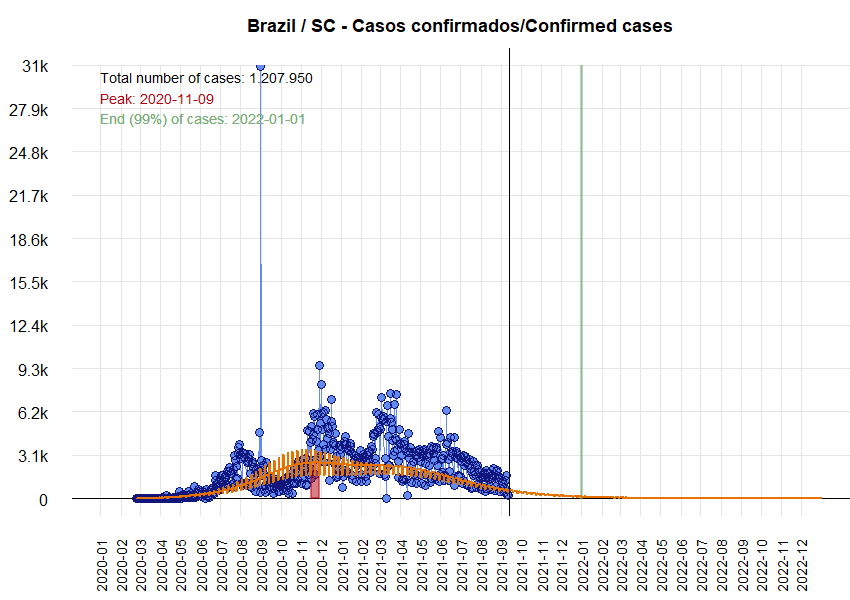 Brazil / SC - Casos confirmados/Confirmed cases
31k
Total number of cases: 1.207.950
Peak: 2020-11-09
27.9k
End (99%) of cases: 2022-01-01
24.8k
21.7k
18.6k
15.5k
12.4k
9.3k
6.2k
3.1k
0
2020-01
2020-02
2020-03
2020-04
2020-05
2020-06
2020-07
2020-08
2020-09
2020-10
2020-11
2020-12
2021-01
2021-02
2021-03
2021-04
2021-05
2021-06
2021-07
2021-08
2021-09
2021-10
2021-11
2021-12
2022-01
2022-02
2022-03
2022-04
2022-05
2022-06
2022-07
2022-08
2022-09
2022-10
2022-11
2022-12